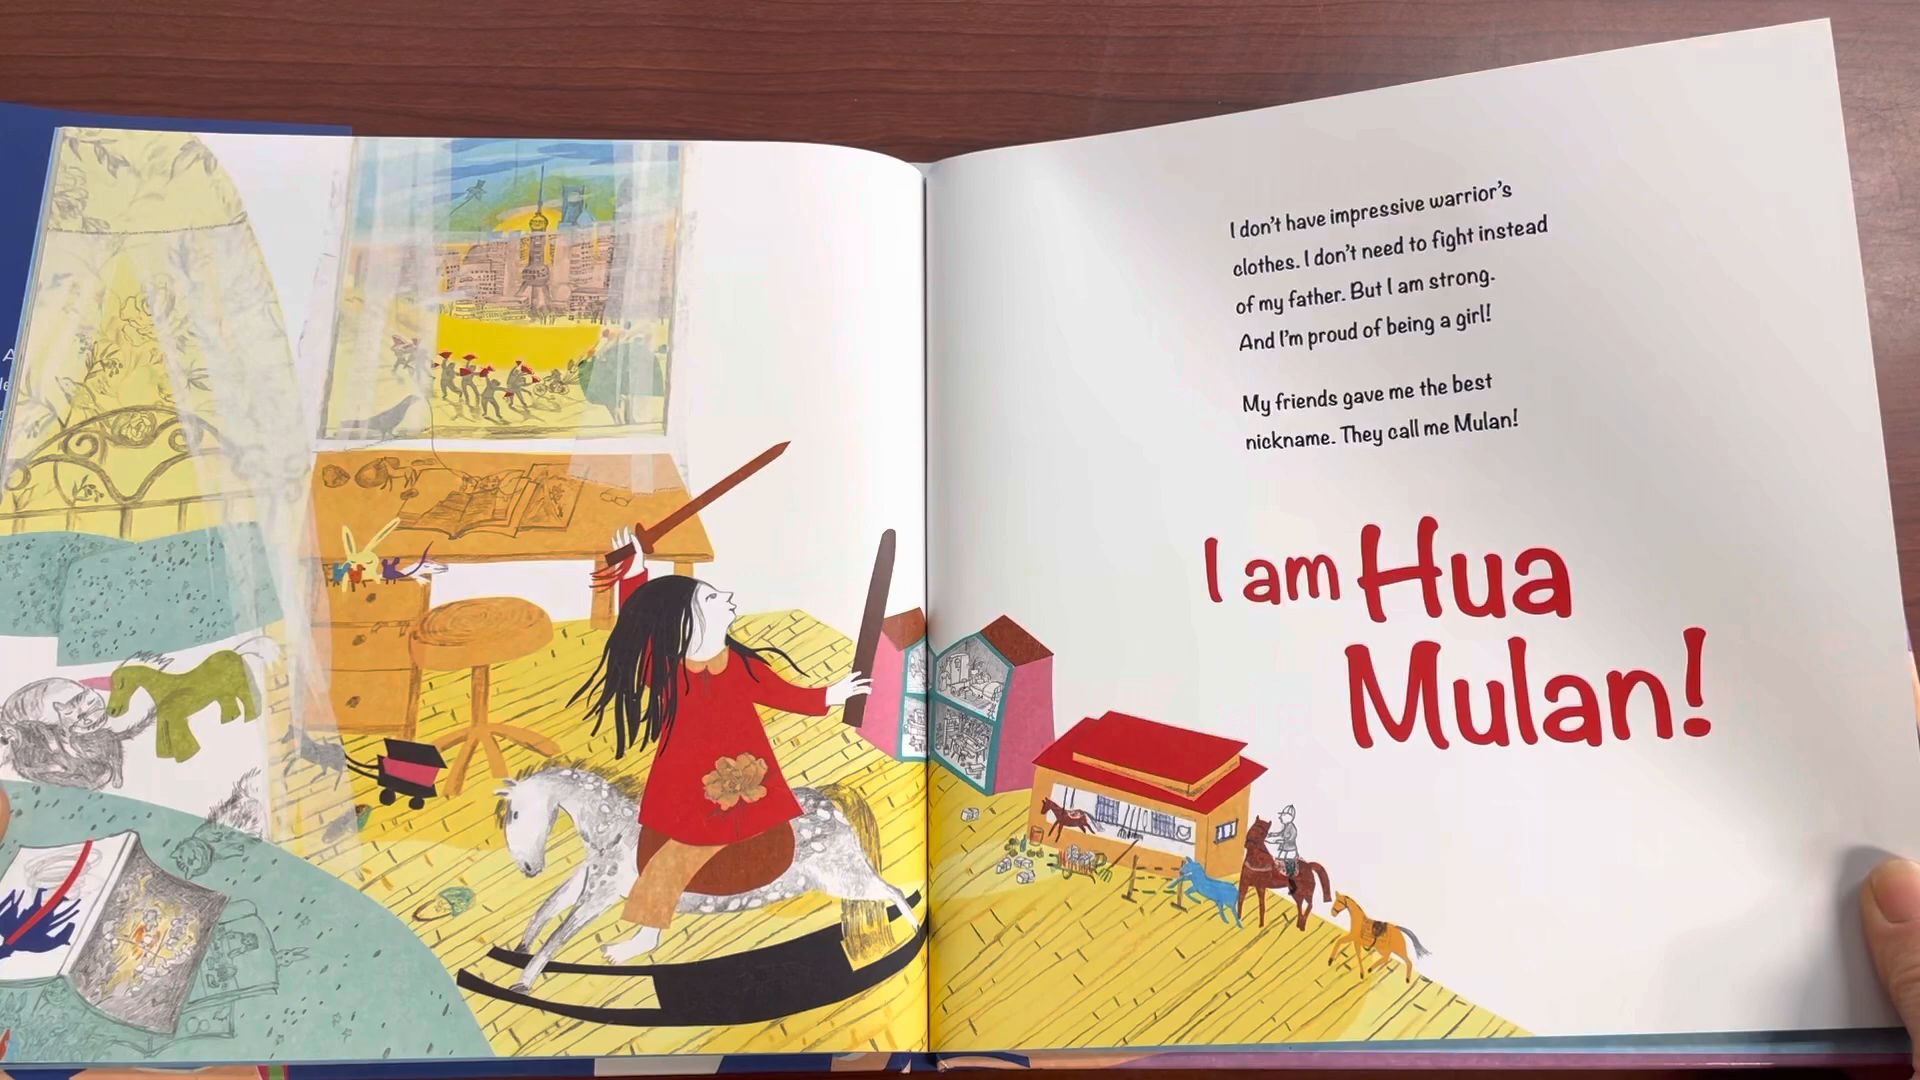 I don't have impressive warrior's
clothes. I don't need to fight instead
of my father. But I am strong.
And I'm proud of being a girl!
My friends gave me the best
nickname. They call me Mulan!
I am Hua
Mulan!